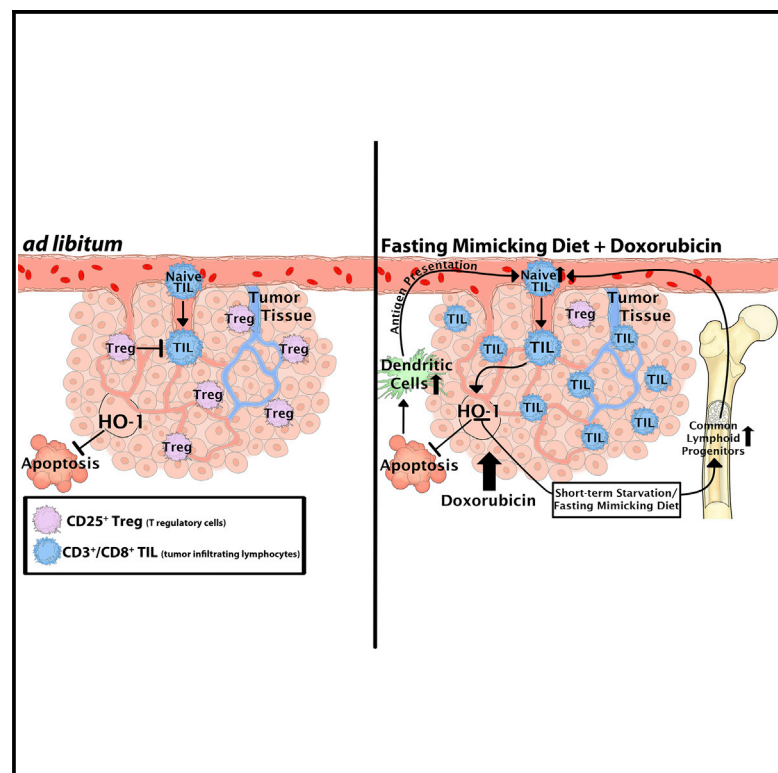 ad libitum
Naive
TIL
Tumor
Tissue
Treg
Treg
TIL
Treg
Treg
Treg
HO-1
Apoptosis
CD25+ Treg (T regulatory cells)
CD3+/CD8+ TIL (tumor infiltrating lymphocytes)
Fasting Mimicking Diet + Doxorubicin
Antigen Presentation
Naive
TIL
Tumor
Tissue
TIL
Treg
TIL
TIL
TIL
Dendritic
Cells
TIL
TIL
TIL
TIL
TIL
TIL
HO-1
Common
Lymphoid
Progenitors
Apoptosis
Doxorubicin
Short-term Starvation/
Fasting Mimicking Diet